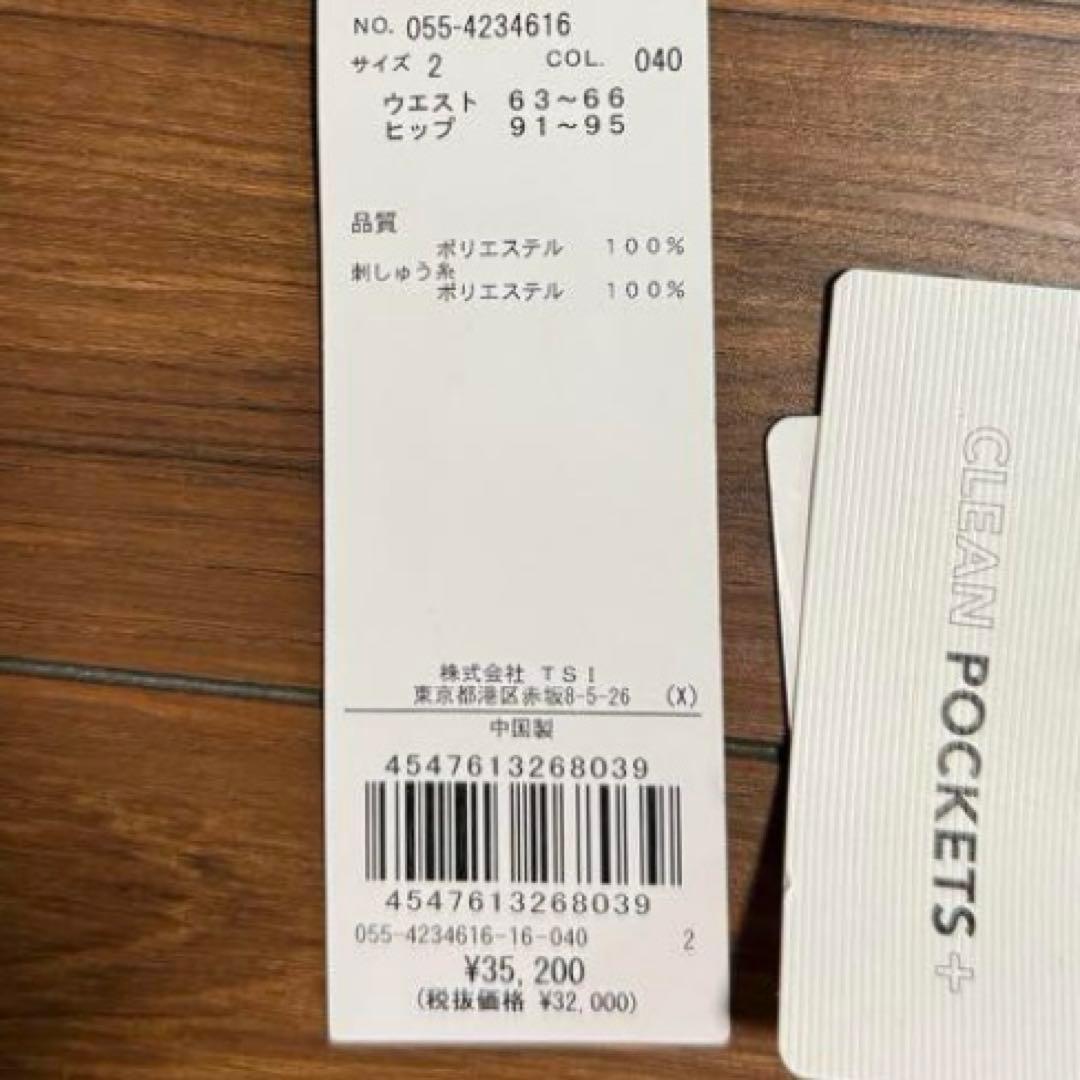 NO. 055-4234616
サイズ 2 COL. 040
ウエスト 63~66
ヒップ 91~95
品質
ポリエステル 100%
刺しゅう糸
ポリエステル 100%
株式会社 TSI
東京都港区赤坂8-5-26 (X)
中国製
4547613268039
4547613268039
055-4234616-16-040 2
¥35,200
(税抜価格 ¥32,000)
CLEAN POCKETS+